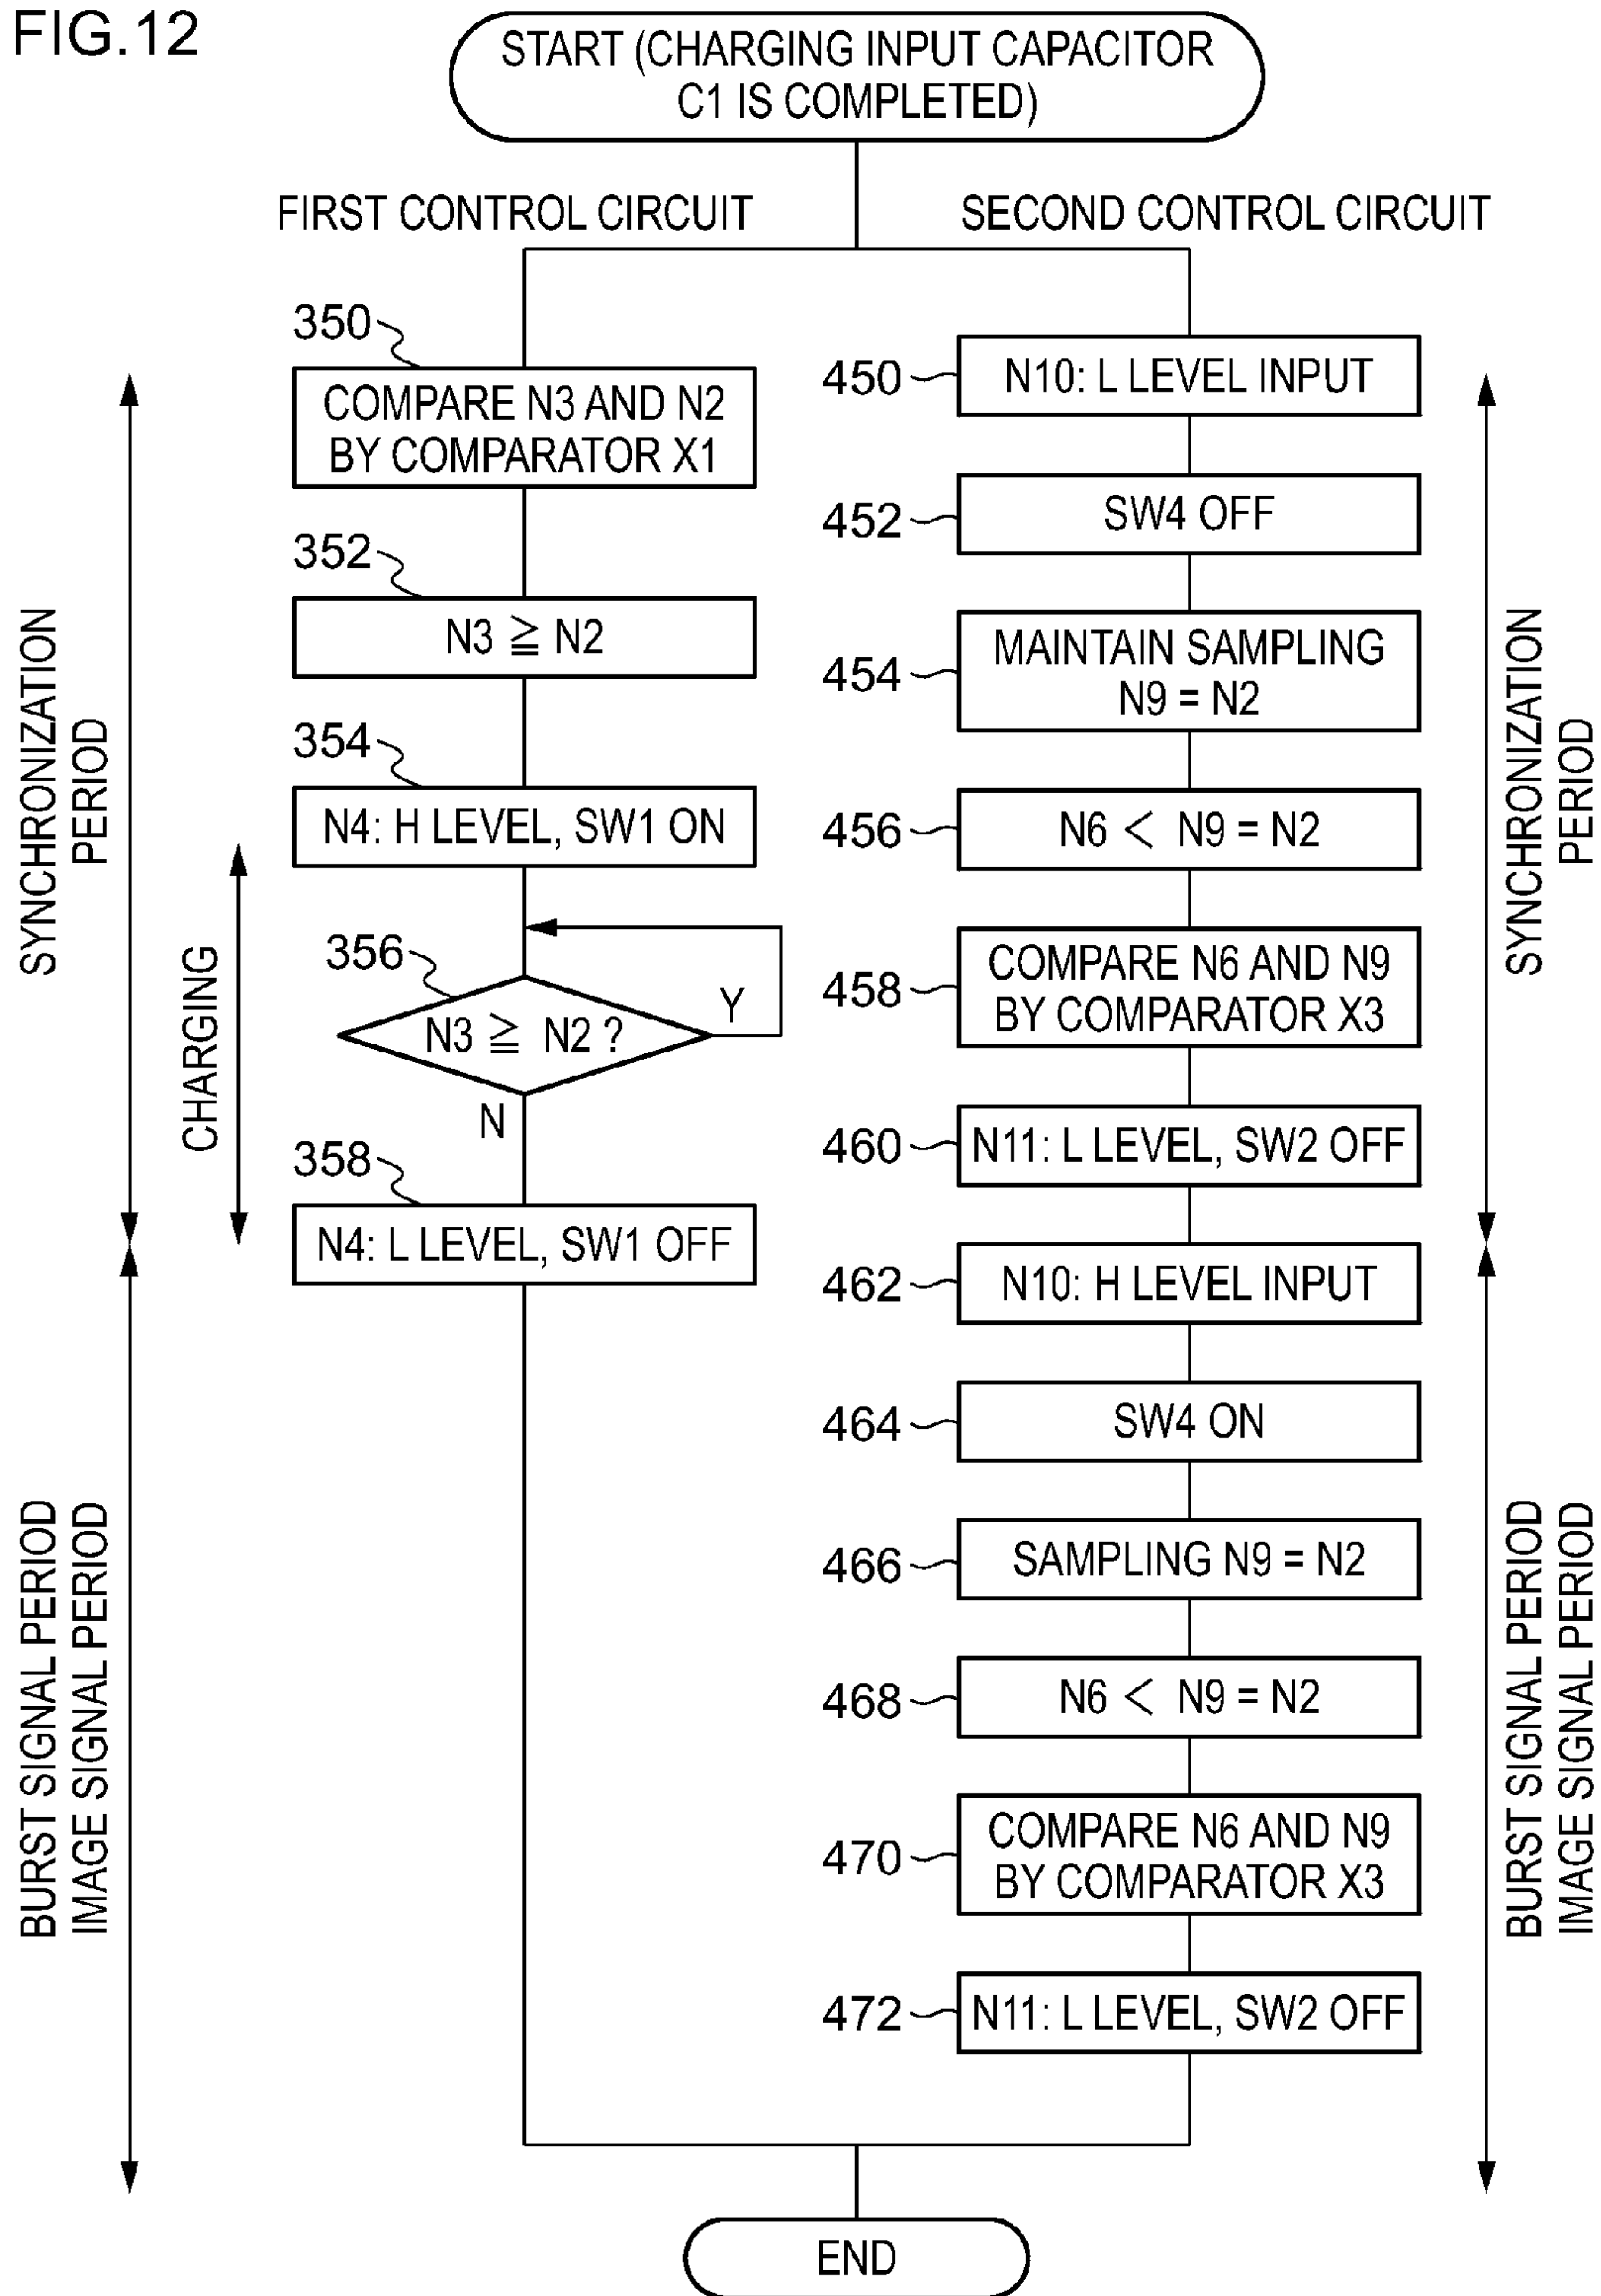 FIG.12
START (CHARGING INPUT CAPACITOR
C1 IS COMPLETED)
FIRST CONTROL CIRCUIT
SECOND CONTROL CIRCUIT
350
COMPARE N3 AND N2
BY COMPARATOR X1
352
N3 ≧ N2
354
N4: H LEVEL, SW1 ON
356
N3 ≧ N2 ?
Y
N
358
N4: L LEVEL, SW1 OFF
SYNCHRONIZATION
PERIOD
CHARGING
BURST SIGNAL PERIOD
IMAGE SIGNAL PERIOD
450
N10: L LEVEL INPUT
452
SW4 OFF
454
MAINTAIN SAMPLING
N9 = N2
456
N6 < N9 = N2
458
COMPARE N6 AND N9
BY COMPARATOR X3
460
N11: L LEVEL, SW2 OFF
462
N10: H LEVEL INPUT
464
SW4 ON
466
SAMPLING N9 = N2
468
N6 < N9 = N2
470
COMPARE N6 AND N9
BY COMPARATOR X3
472
N11: L LEVEL, SW2 OFF
SYNCHRONIZATION
PERIOD
BURST SIGNAL PERIOD
IMAGE SIGNAL PERIOD
END